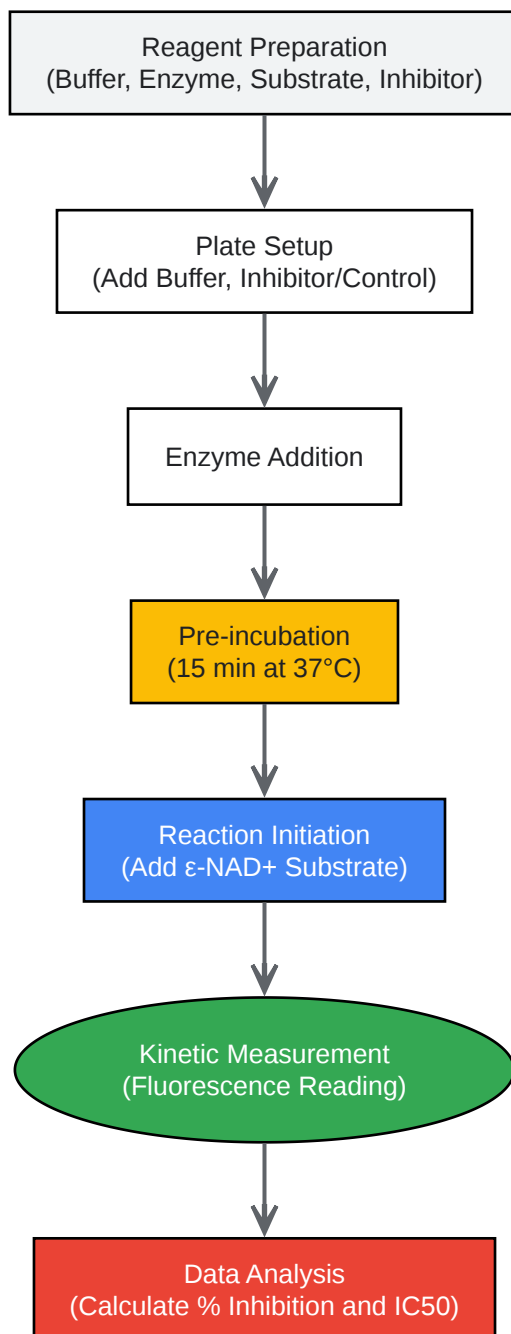 Reagent Preparation
(Buffer, Enzyme, Substrate, Inhibitor)
Plate Setup
(Add Buffer, Inhibitor/Control)
Enzyme Addition
Pre-incubation
(15 min at 37°C)
Reaction Initiation
(Add ε-NAD+ Substrate)
Kinetic Measurement
(Fluorescence Reading)
Data Analysis
(Calculate % Inhibition and IC50)